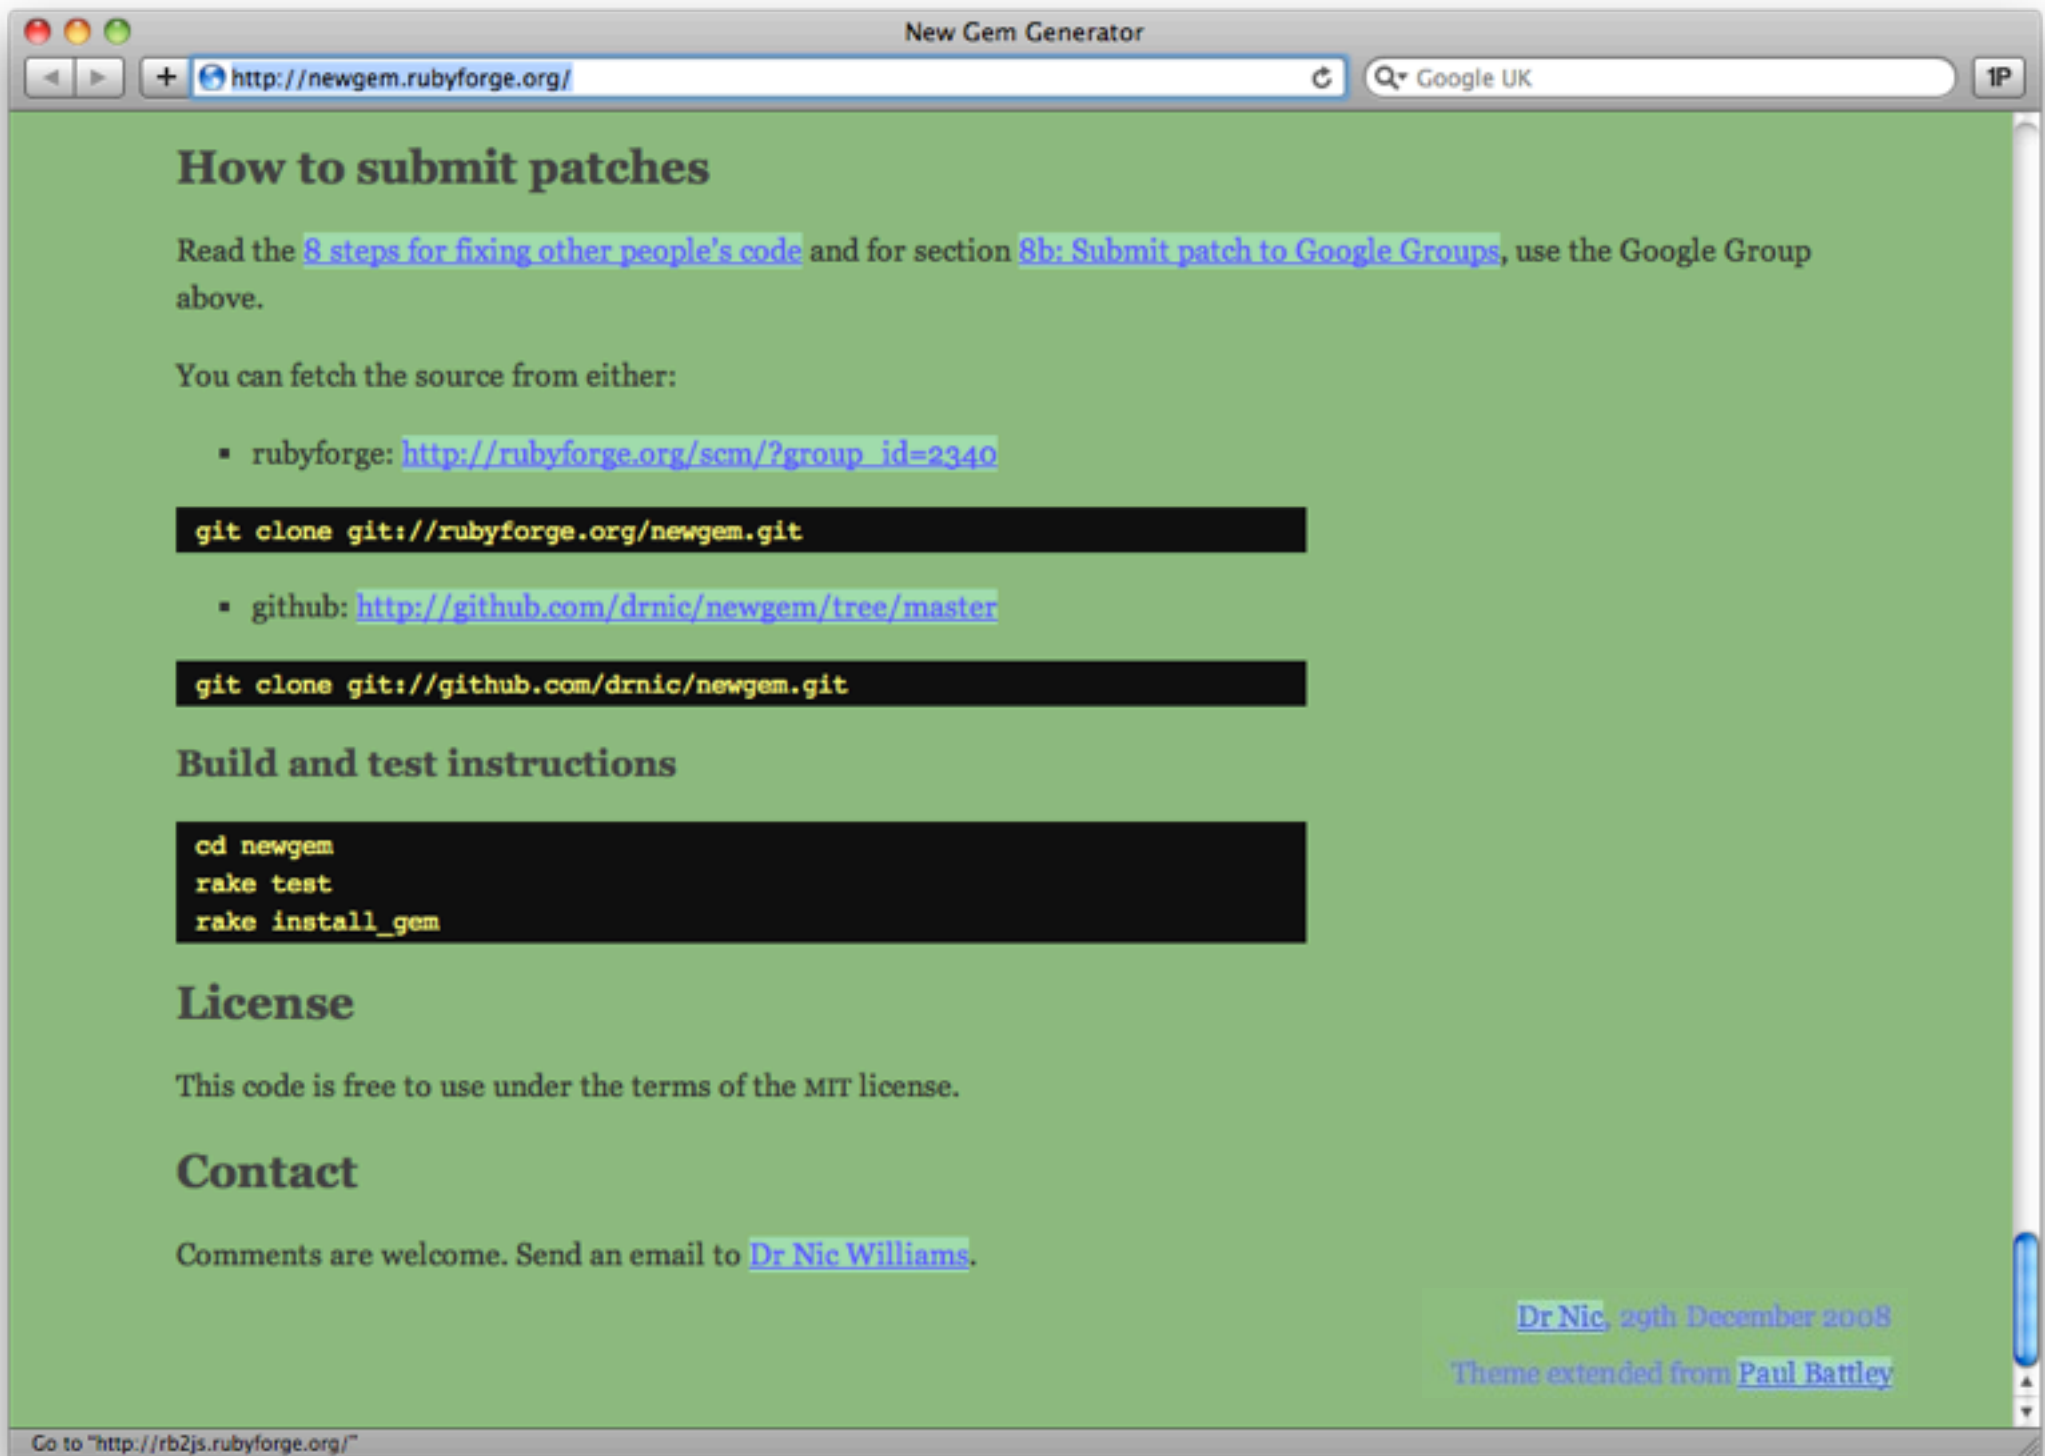 New Gem Generator
http://newgem.rubyforge.org/
Google UK
1P
How to submit patches
Read the 8 steps for fixing other people's code and for section 8b: Submit patch to Google Groups, use the Google Group
above.
You can fetch the source from either:
▪ rubyforge: http://rubyforge.org/scm/?group_id=2340
git clone git://rubyforge.org/newgem.git
▪ github: http://github.com/drnic/newgem/tree/master
git clone git://github.com/drnic/newgem.git
Build and test instructions
cd newgem
rake test
rake install_gem
License
This code is free to use under the terms of the MIT license.
Contact
Comments are welcome. Send an email to Dr Nic Williams.
Dr Nic, 29th December 2008
Theme extended from Paul Battley
Go to "http://rb2js.rubyforge.org/"